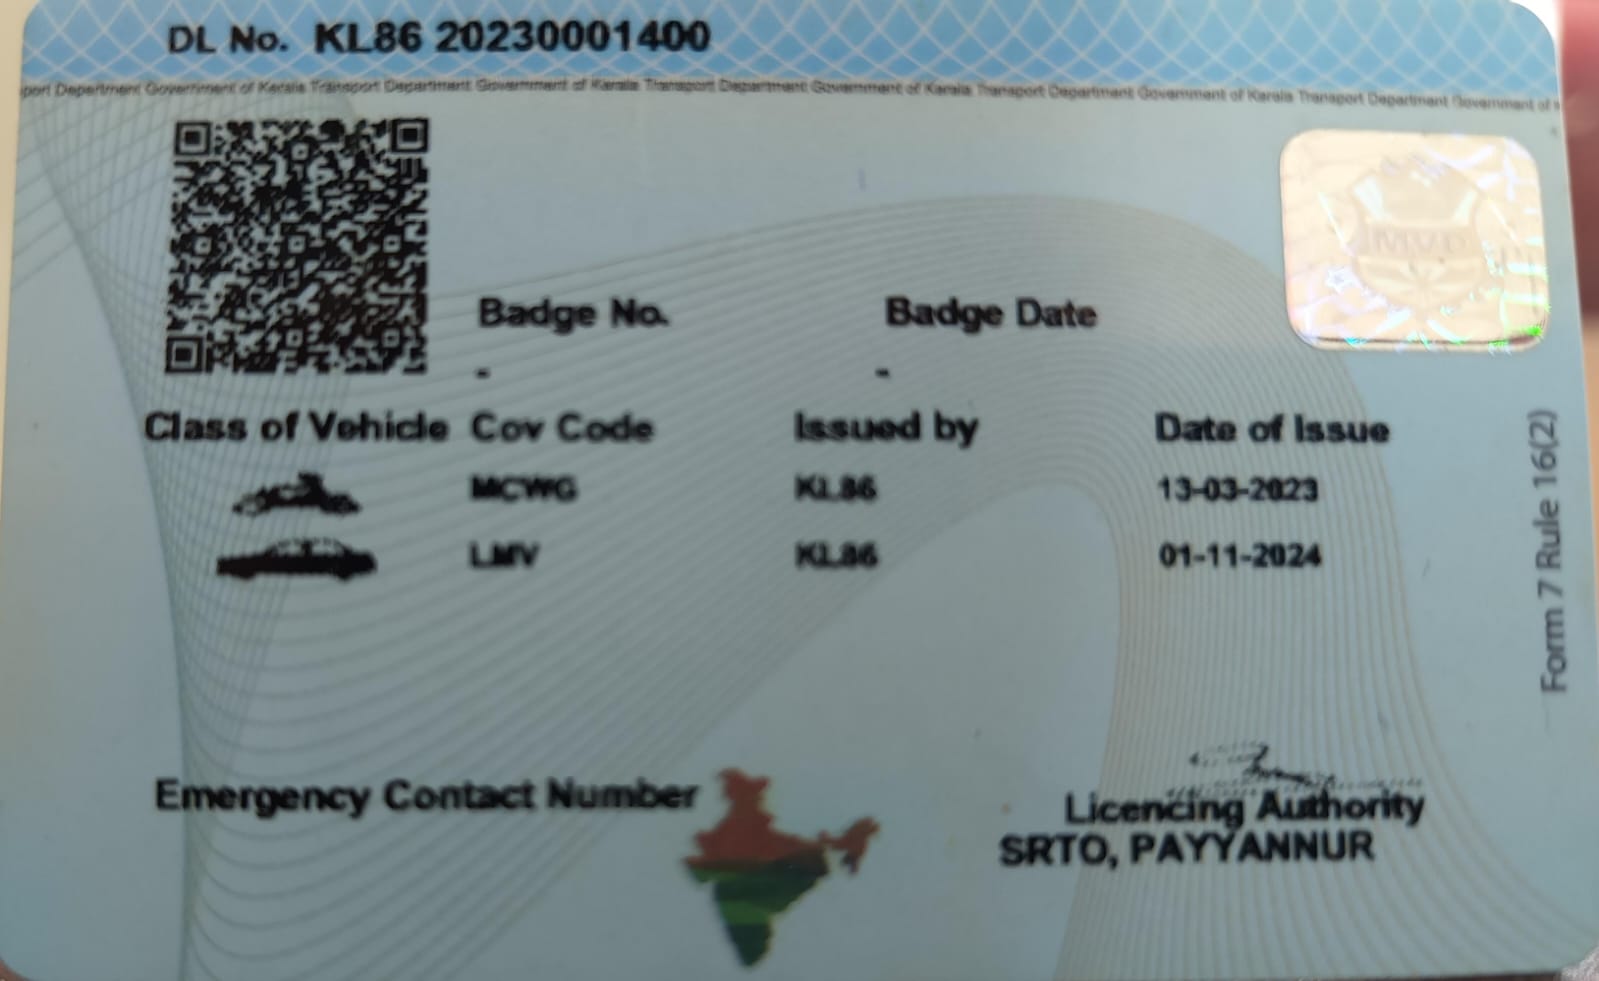 DL No. KL86 20230001400
port Department Government of Kerala Transport Department Government of Kerala Transport Department Government of Kerala Transport Department Government of Kerala Transport Department Government of
MVD
Badge No. Badge Date
- -
Class of Vehicle Cov Code Issued by Date of Issue
MCWG KL86 13-03-2023
LMV KL86 01-11-2024
Form 7 Rule 16(2)
Emergency Contact Number
Licencing Authority
SRTO, PAYYANNUR